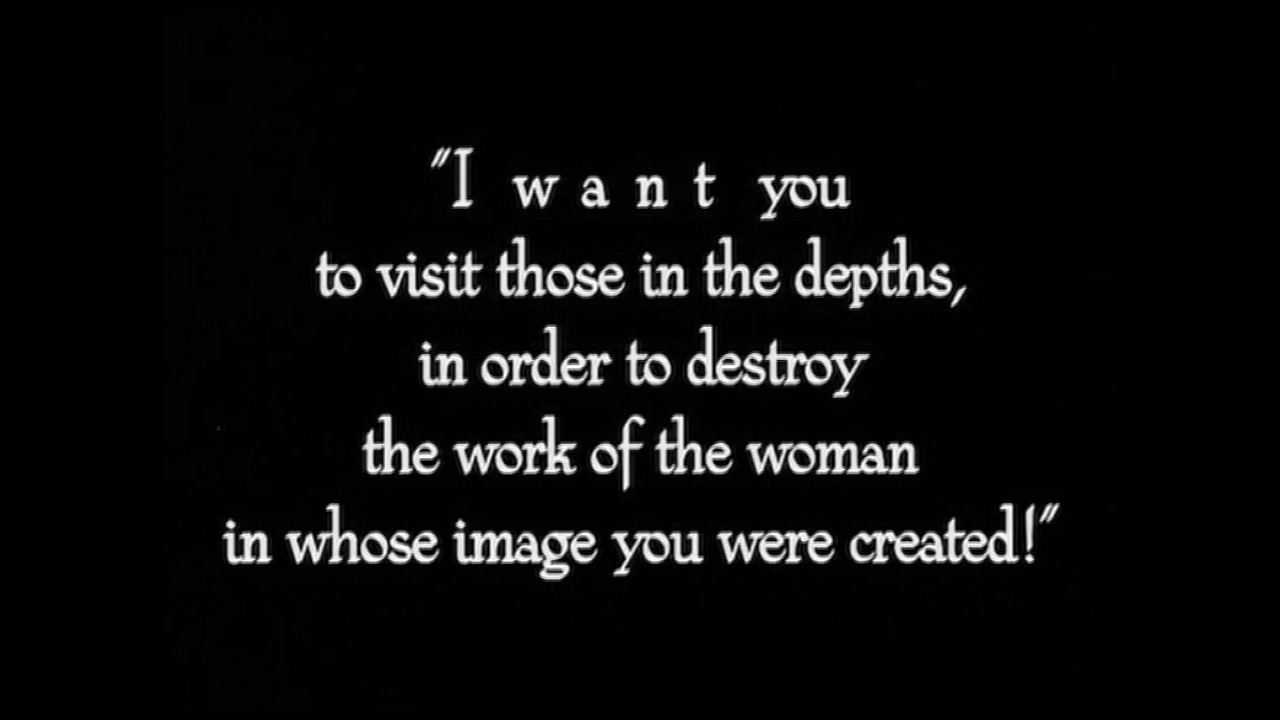 "I w a n t you
to visit those in the depths,
in order to destroy
the work of the woman
in whose image you were created!"